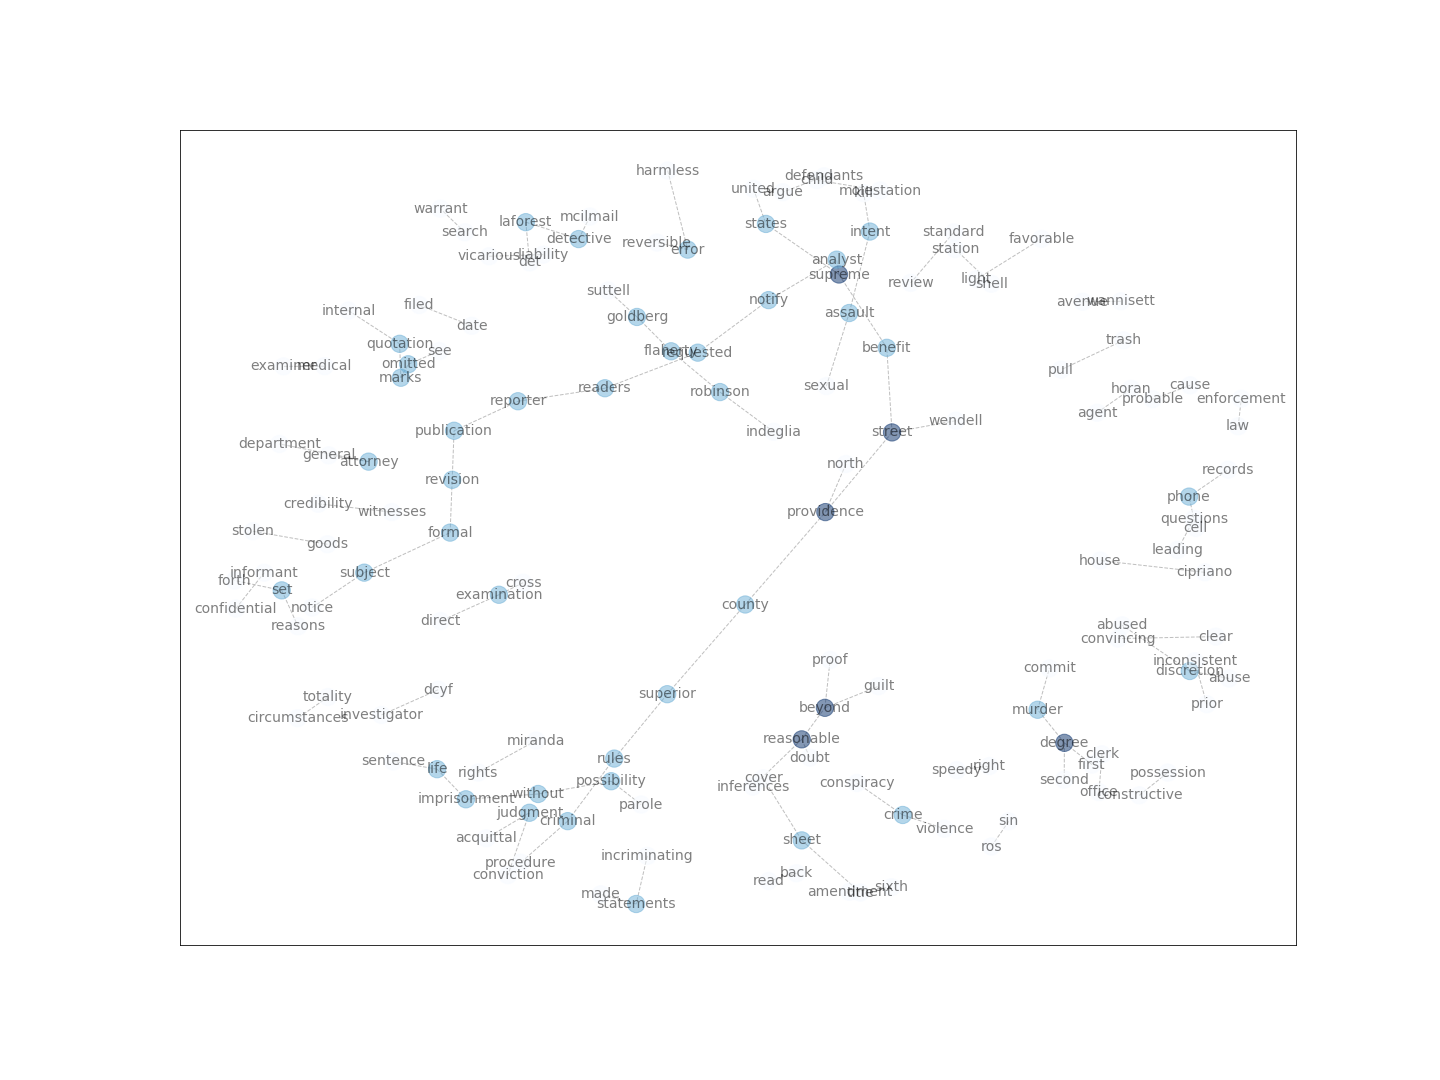 harmless
defendants
child
united
argue
molestation
kill
warrant
laforest
mcilmail
states
search
detective
reversible
error
intent
standard
station
favorable
vicarious
liability
det
analyst
supreme
review
light
shell
suttell
notify
avenue
wannisett
internal
filed
goldberg
assault
date
quotation
see
flaherty
requested
benefit
trash
examiner
medical
omitted
marks
pull
readers
robinson
sexual
horan
cause
probable
enforcement
reporter
agent
publication
indeglia
street
wendell
law
department
general
attorney
north
records
revision
phone
credibility
witnesses
providence
questions
cell
stolen
goods
formal
leading
house
cipriano
informant
forth
set
subject
cross
examination
confidential
notice
reasons
direct
county
abused
convincing
clear
proof
inconsistent
discretion
abuse
commit
guilt
totality
dcyf
superior
prior
circumstances
investigator
beyond
murder
miranda
reasonable
doubt
degree
clerk
first
sentence
life
rights
rules
possibility
cover
inferences
conspiracy
speedy
right
second
office
possession
constructive
imprisonment
without
parole
judgment
criminal
crime
violence
sin
acquittal
sheet
ros
procedure
conviction
incriminating
back
read
made
statements
amendment
title
sixth